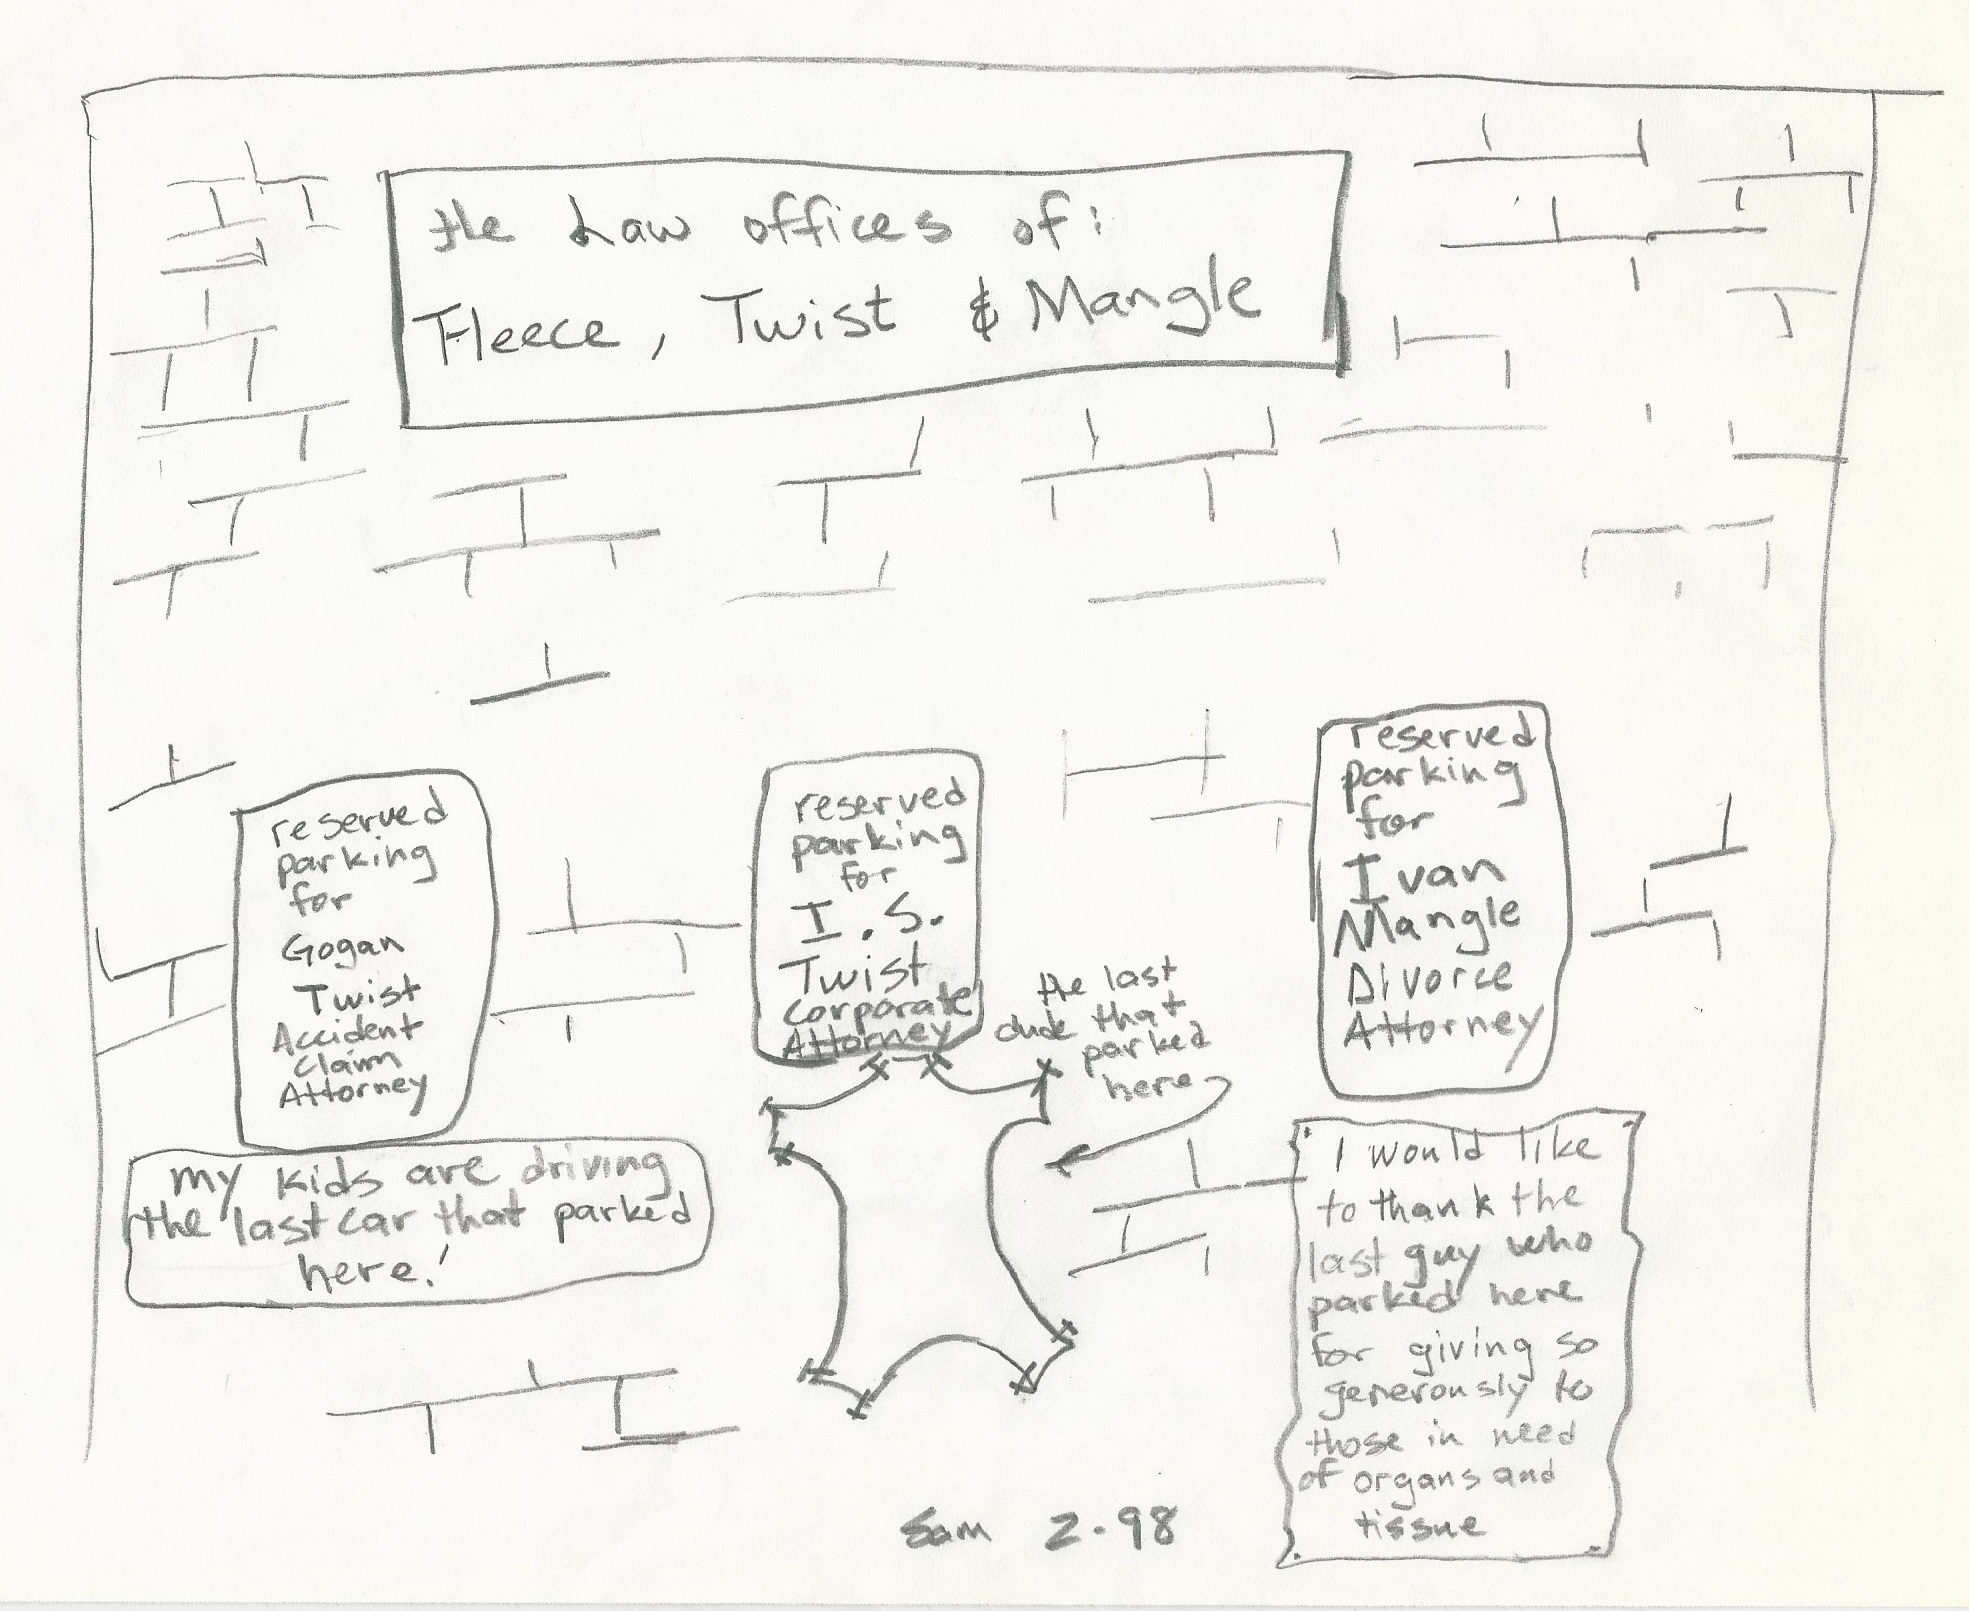 the Law offices of:
Fleece, Twist & Mangle
reserved
parking
for
Gogan
Twist
Accident
Claim
Attorney
my kids are driving
the last car that parked
here!
reserved
parking
for
I.S.
Twist
Corporate
Attorney
the last
dude that
parked
here
reserved
parking
for
Ivan
Mangle
Divorce
Attorney
I would like
to thank the
last guy who
parked here
for giving so
generously to
those in need
of organs and
tissue
Sam 2.98